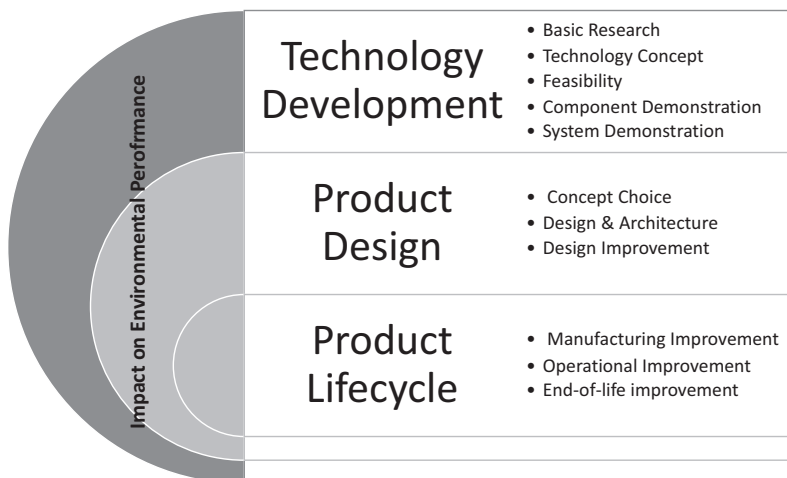 Impact on Environmental Perofrmance
Technology
Development
• Basic Research
• Technology Concept
• Feasibility
• Component Demonstration
• System Demonstration
Product
Design
• Concept Choice
• Design & Architecture
• Design Improvement
Product
Lifecycle
• Manufacturing Improvement
• Operational Improvement
• End-of-life improvement